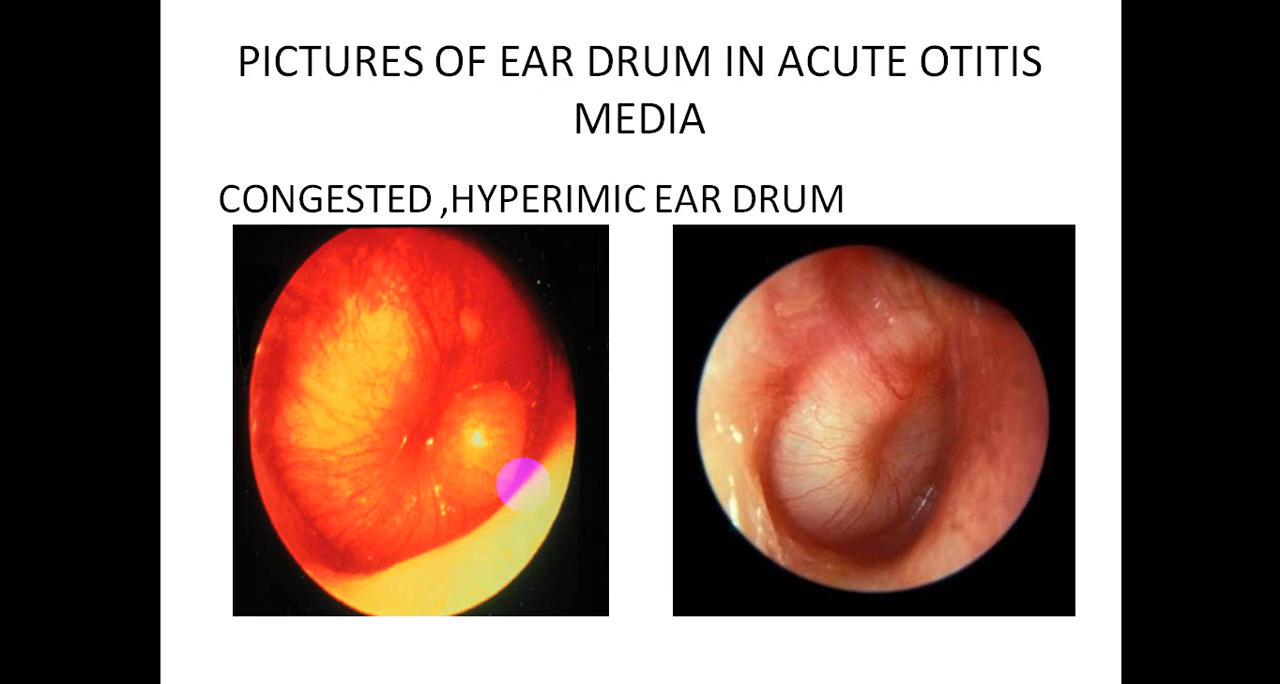 PICTURES OF EAR DRUM IN ACUTE OTITIS
MEDIA
CONGESTED ,HYPERIMIC EAR DRUM